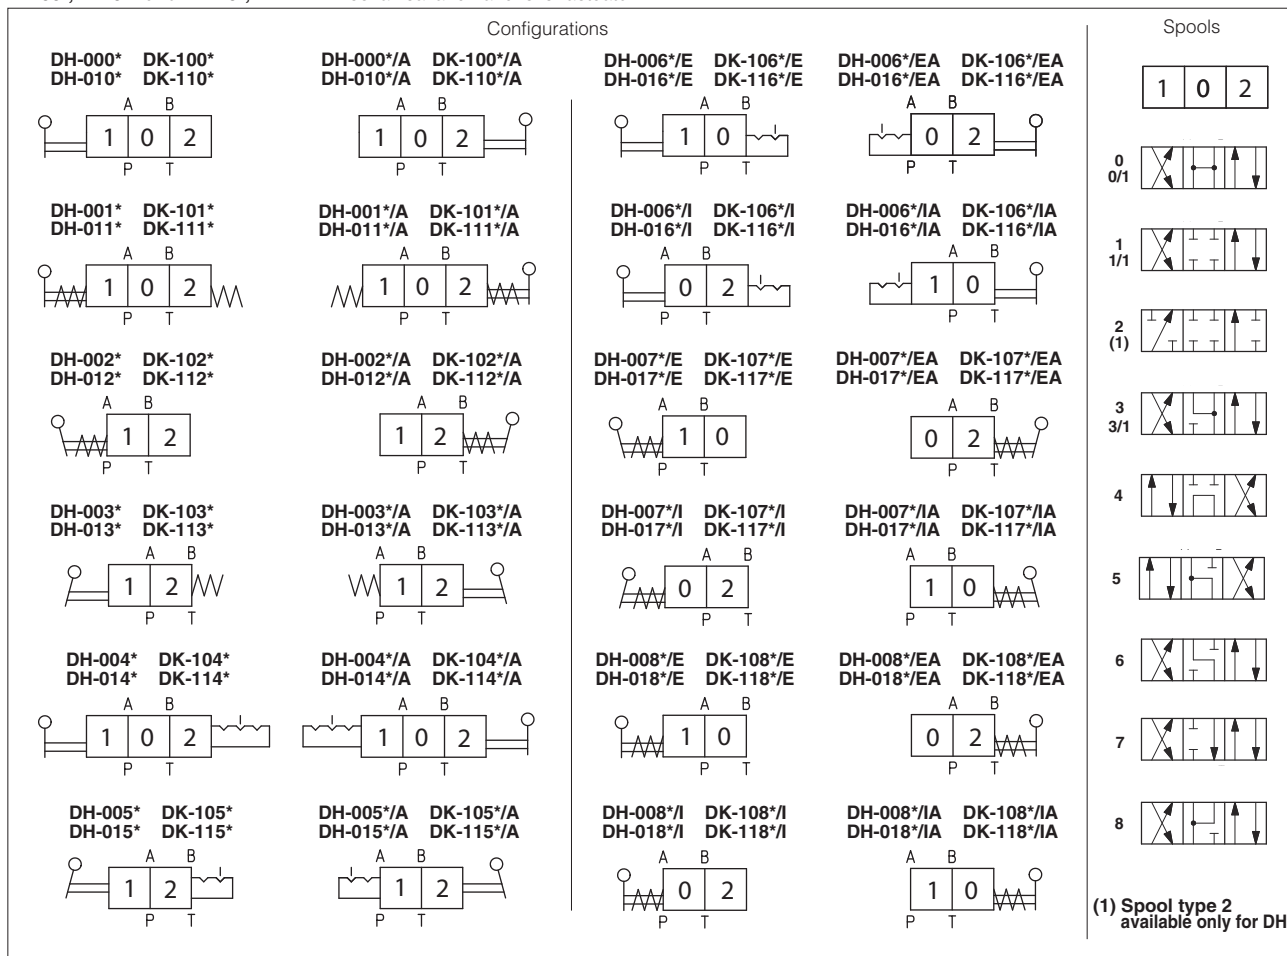 Configurations
Spools
DH-000* DK-100*
DH-010* DK-110*
A B
1 0 2
P T
DH-000*/A DK-100*/A
DH-010*/A DK-110*/A
A B
1 0 2
P T
DH-006*/E DK-106*/E
DH-016*/E DK-116*/E
A B
1 0
P T
DH-006*/EA DK-106*/EA
DH-016*/EA DK-116*/EA
A B
0 2
P T
DH-001* DK-101*
DH-011* DK-111*
A B
1 0 2
P T
DH-001*/A DK-101*/A
DH-011*/A DK-111*/A
A B
1 0 2
P T
DH-006*/I DK-106*/I
DH-016*/I DK-116*/I
A B
0 2
P T
DH-006*/IA DK-106*/IA
DH-016*/IA DK-116*/IA
A B
1 0
P T
DH-002* DK-102*
DH-012* DK-112*
A B
1 2
P T
DH-002*/A DK-102*/A
DH-012*/A DK-112*/A
A B
1 2
P T
DH-007*/E DK-107*/E
DH-017*/E DK-117*/E
A B
1 0
P T
DH-007*/EA DK-107*/EA
DH-017*/EA DK-117*/EA
A B
0 2
P T
DH-003* DK-103*
DH-013* DK-113*
A B
1 2
P T
DH-003*/A DK-103*/A
DH-013*/A DK-113*/A
A B
1 2
P T
DH-007*/I DK-107*/I
DH-017*/I DK-117*/I
A B
0 2
P T
DH-007*/IA DK-107*/IA
DH-017*/IA DK-117*/IA
A B
1 0
P T
DH-004* DK-104*
DH-014* DK-114*
A B
1 0 2
P T
DH-004*/A DK-104*/A
DH-014*/A DK-114*/A
A B
1 0 2
P T
DH-008*/E DK-108*/E
DH-018*/E DK-118*/E
A B
1 0
P T
DH-008*/EA DK-108*/EA
DH-018*/EA DK-118*/EA
A B
0 2
P T
DH-005* DK-105*
DH-015* DK-115*
A B
1 2
P T
DH-005*/A DK-105*/A
DH-015*/A DK-115*/A
A B
1 2
P T
DH-008*/I DK-108*/I
DH-018*/I DK-118*/I
A B
0 2
P T
DH-008*/IA DK-108*/IA
DH-018*/IA DK-118*/IA
A B
1 0
P T
1 0 2
0
0/1
1
1/1
2
(1)
3
3/1
4
5
6
7
8
(1) Spool type 2
available only for DH